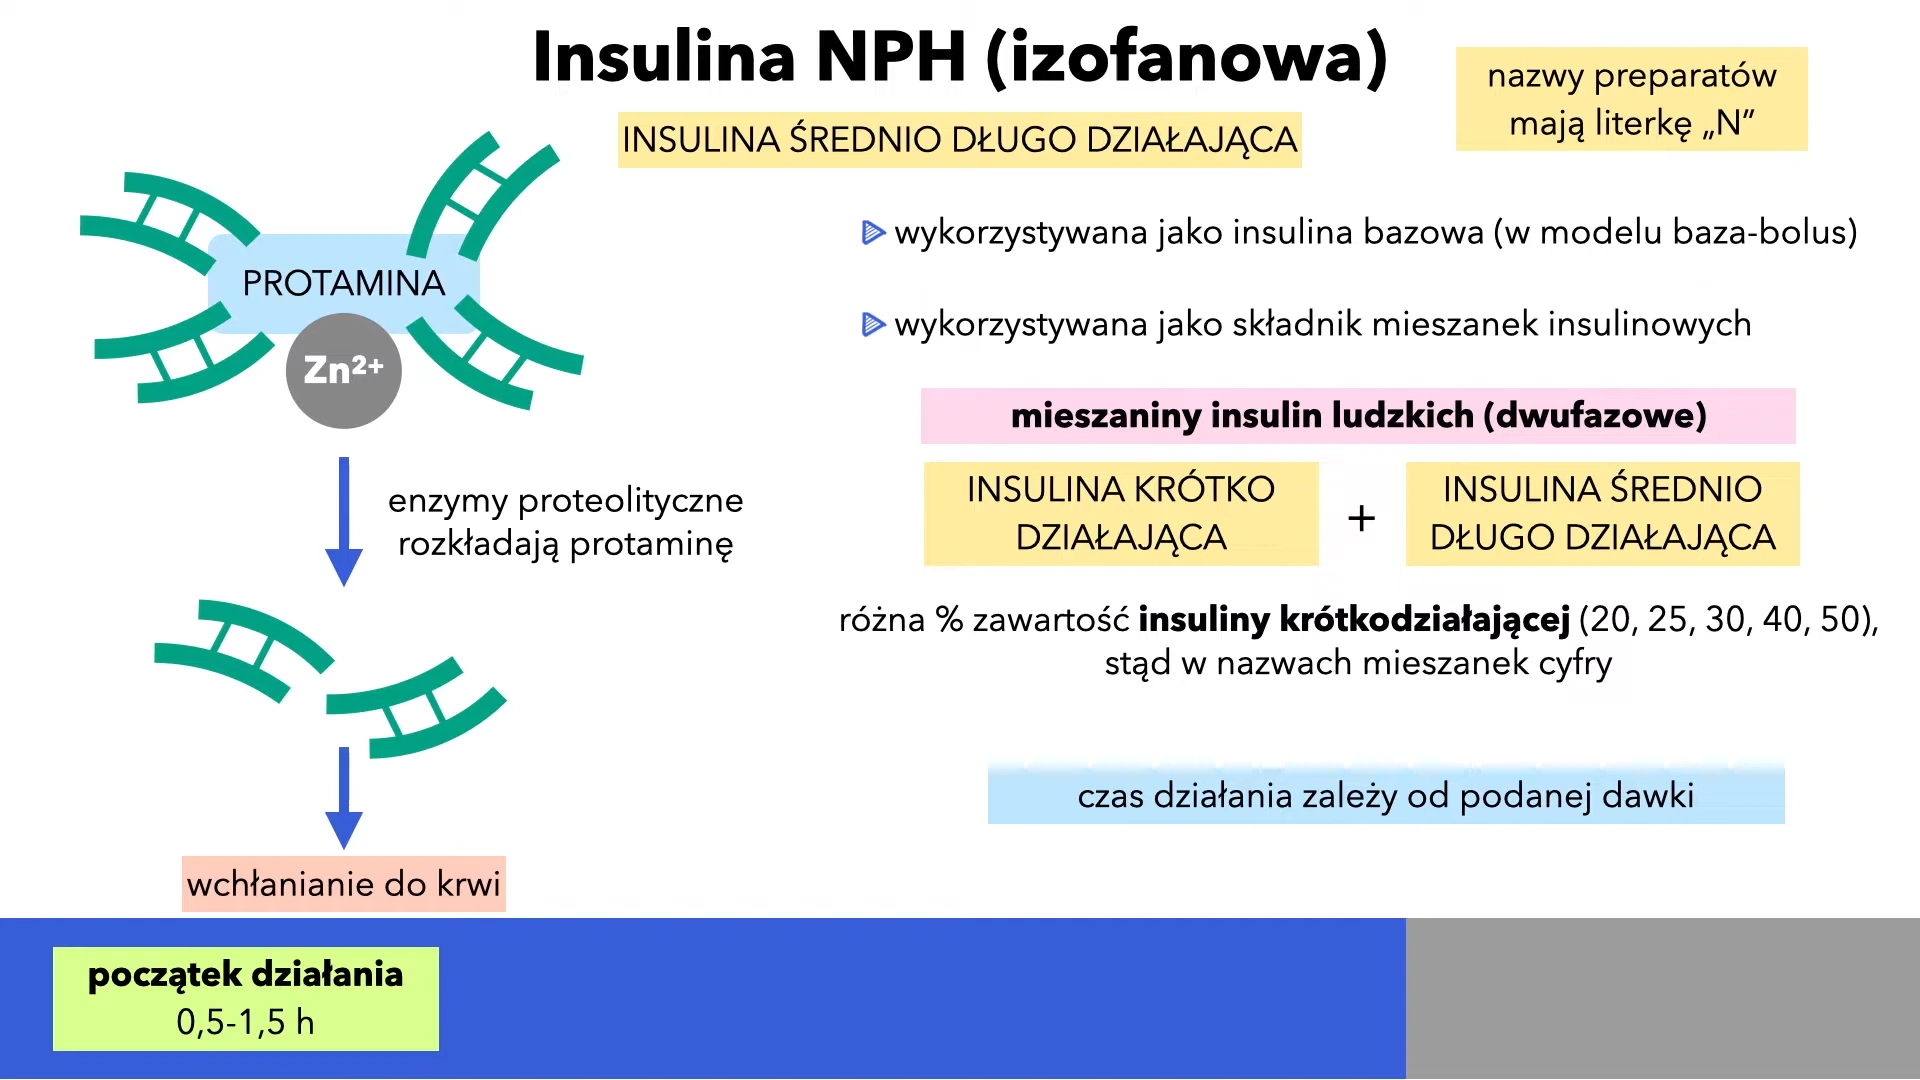 Insulina NPH (izofanowa)
INSULINA ŚREDNIO DŁUGO DZIAŁAJĄCA
nazwy preparatów
mają literkę „N”
PROTAMINA
Zn²⁺
enzymy proteolityczne
rozkładają protaminę
wchłanianie do krwi
wykorzystywana jako insulina bazowa (w modelu baza-bolus)
wykorzystywana jako składnik mieszanek insulinowych
mieszaniny insulin ludzkich (dwufazowe)
INSULINA KRÓTKO
DZIAŁAJĄCA
+
INSULINA ŚREDNIO
DŁUGO DZIAŁAJĄCA
różna % zawartość insuliny krótkodziałającej (20, 25, 30, 40, 50),
stąd w nazwach mieszanek cyfry
czas działania zależy od podanej dawki
początek działania
0,5-1,5 h